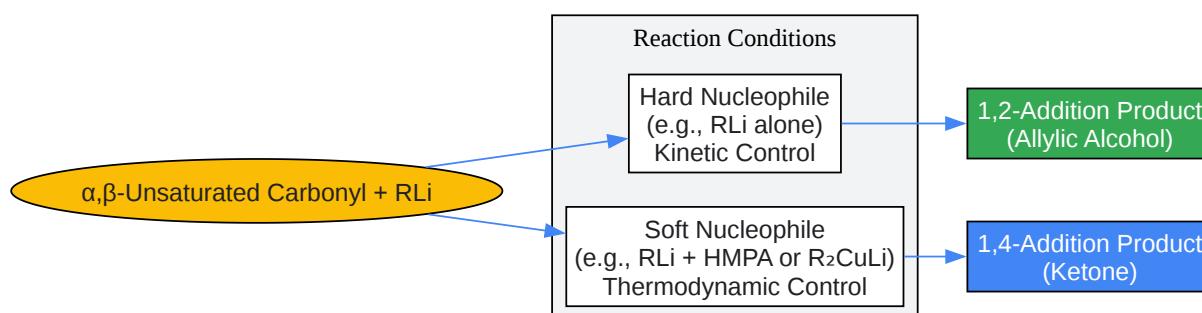 Reaction Conditions
α,β-Unsaturated Carbonyl + RLi
Hard Nucleophile
(e.g., RLi alone)
Kinetic Control
1,2-Addition Product
(Allylic Alcohol)
Soft Nucleophile
(e.g., RLi + HMPA or R₂CuLi)
Thermodynamic Control
1,4-Addition Product
(Ketone)